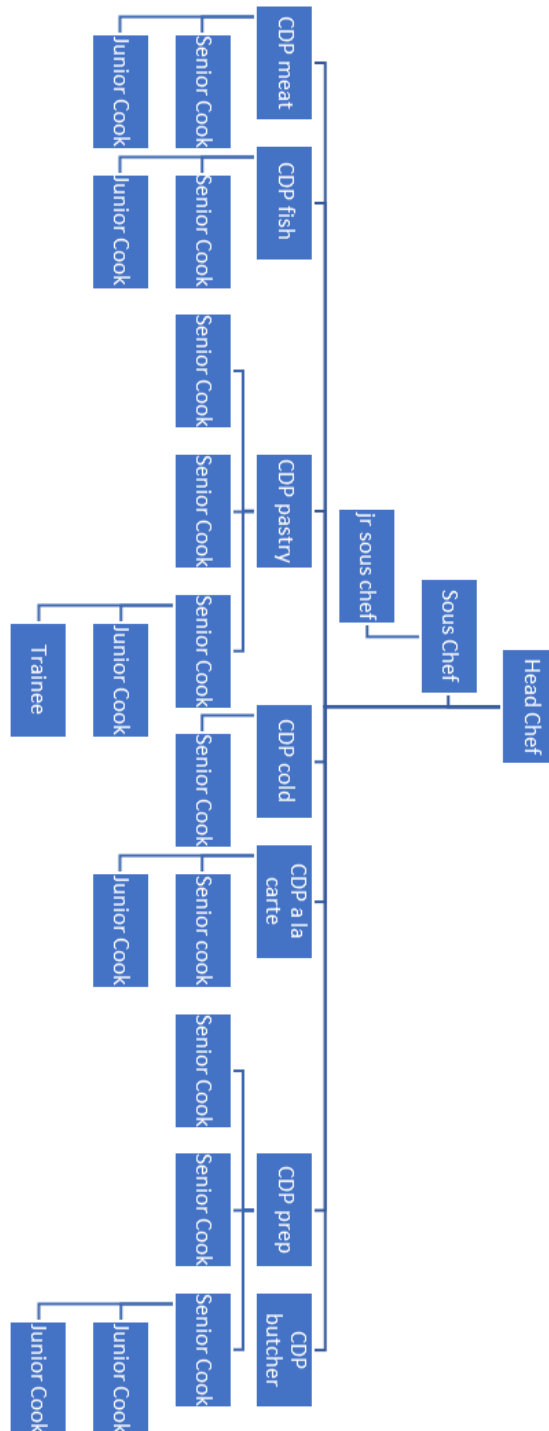 Head Chef
Sous Chef
jr sous chef
CDP meat
CDP fish
CDP pastry
CDP cold
CDP a la
carte
CDP prep
CDP
butcher
Senior Cook
Senior Cook
Senior Cook
Senior Cook
Senior Cook
Senior Cook
Senior cook
Senior Cook
Senior Cook
Senior Cook
Junior Cook
Junior Cook
Junior Cook
Junior Cook
Junior Cook
Trainee
Junior Cook